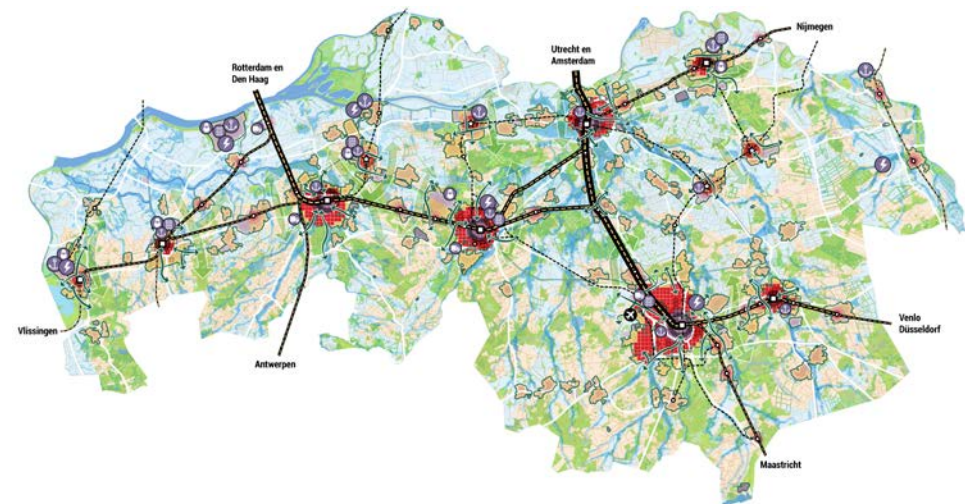 Nijmegen
Utrecht en
Amsterdam
Rotterdam en
Den Haag
Vlissingen
Antwerpen
Venlo
Düsseldorf
Maastricht